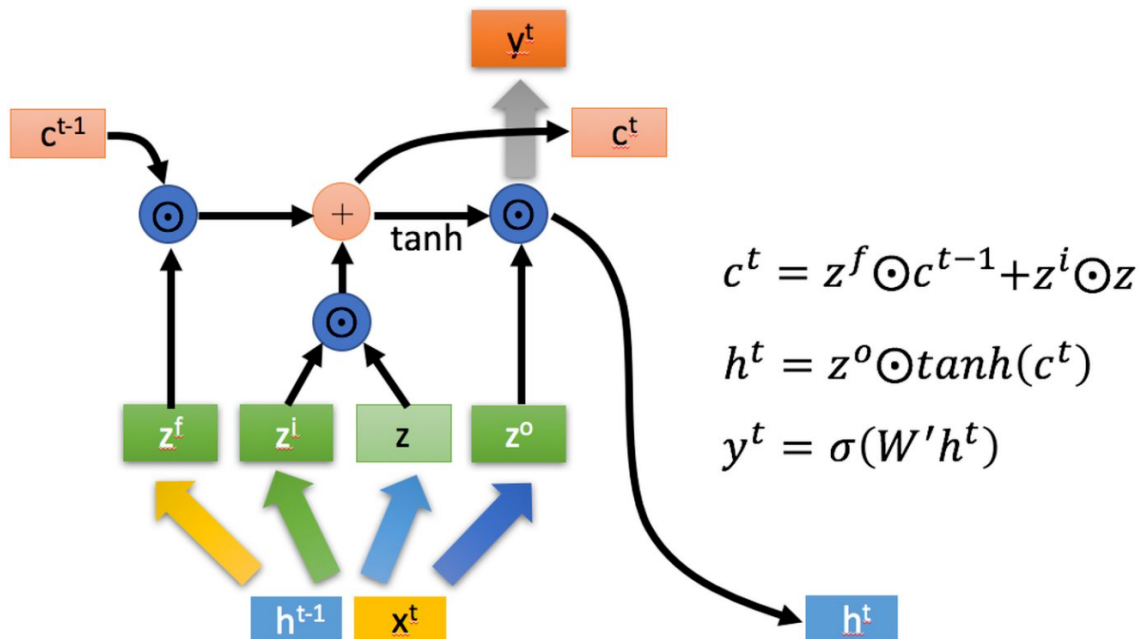 y^t
c^{t-1}
c^t
⊙ + ⊙
tanh
⊙
c^t = z^f ⊙ c^{t-1} + z^i ⊙ z
h^t = z^o ⊙ tanh(c^t)
y^t = σ(W'h^t)
z^f z^i z z^o
h^{t-1} x^t h^t